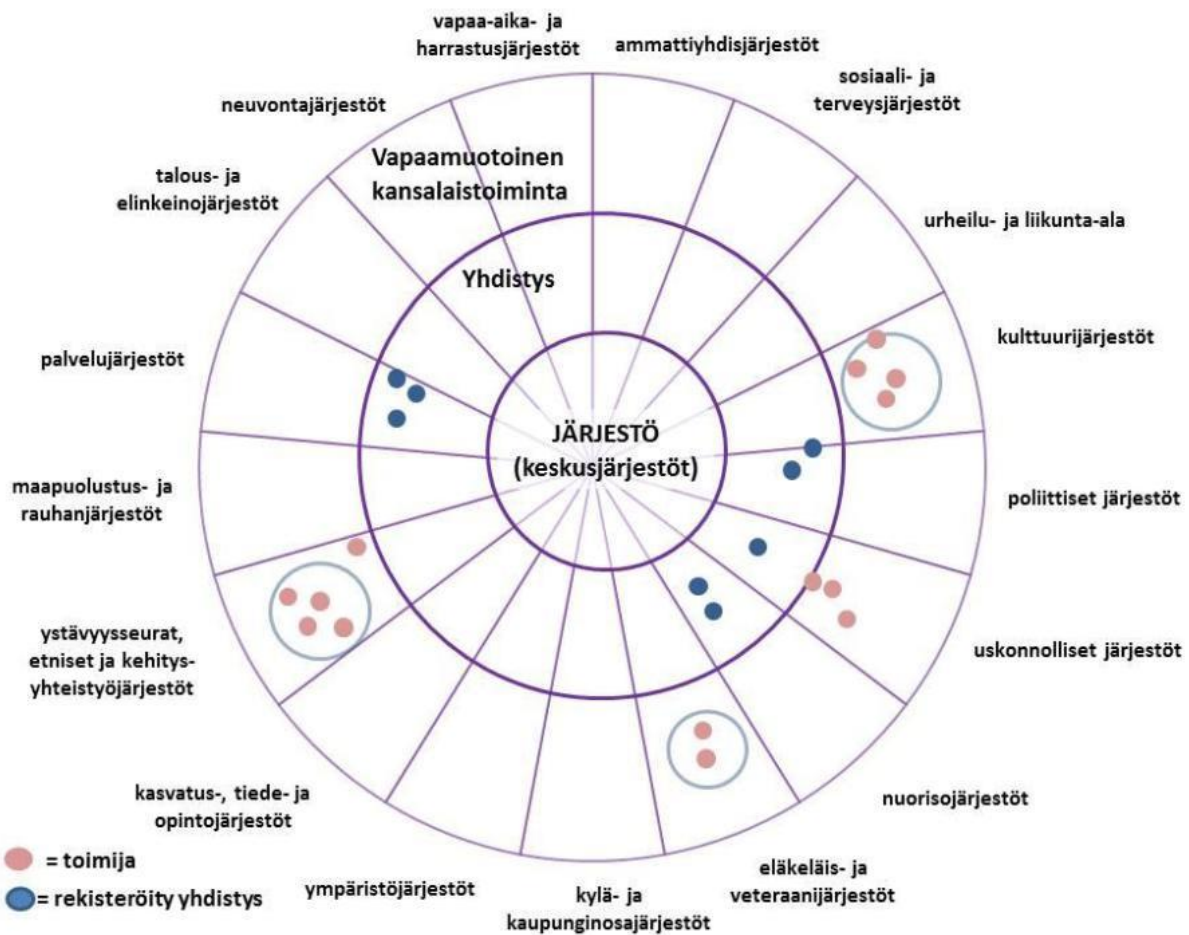 vapaa-aika- ja
harrastusjärjestöt
ammattiyhdisjärjestöt
sosiaali- ja
terveysjärjestöt
neuvontajärjestöt
Vapaamuotoinen
kansalaistoiminta
talous- ja
elinkeinojärjestöt
urheilu- ja liikunta-ala
Yhdistys
kulttuurijärjestöt
palvelujärjestöt
JÄRJESTÖ
(keskusjärjestöt)
maapuolustus- ja
rauhanjärjestöt
poliittiset järjestöt
ystävyysseurat,
etniset ja kehitys-
yhteistyöjärjestöt
uskonnolliset järjestöt
kasvatus-, tiede- ja
opintojärjestöt
nuorisojärjestöt
= toimija
= rekisteröity yhdistys
ympäristöjärjestöt
kylä- ja
kaupunginosajärjestöt
eläkeläis- ja
veteraanijärjestöt